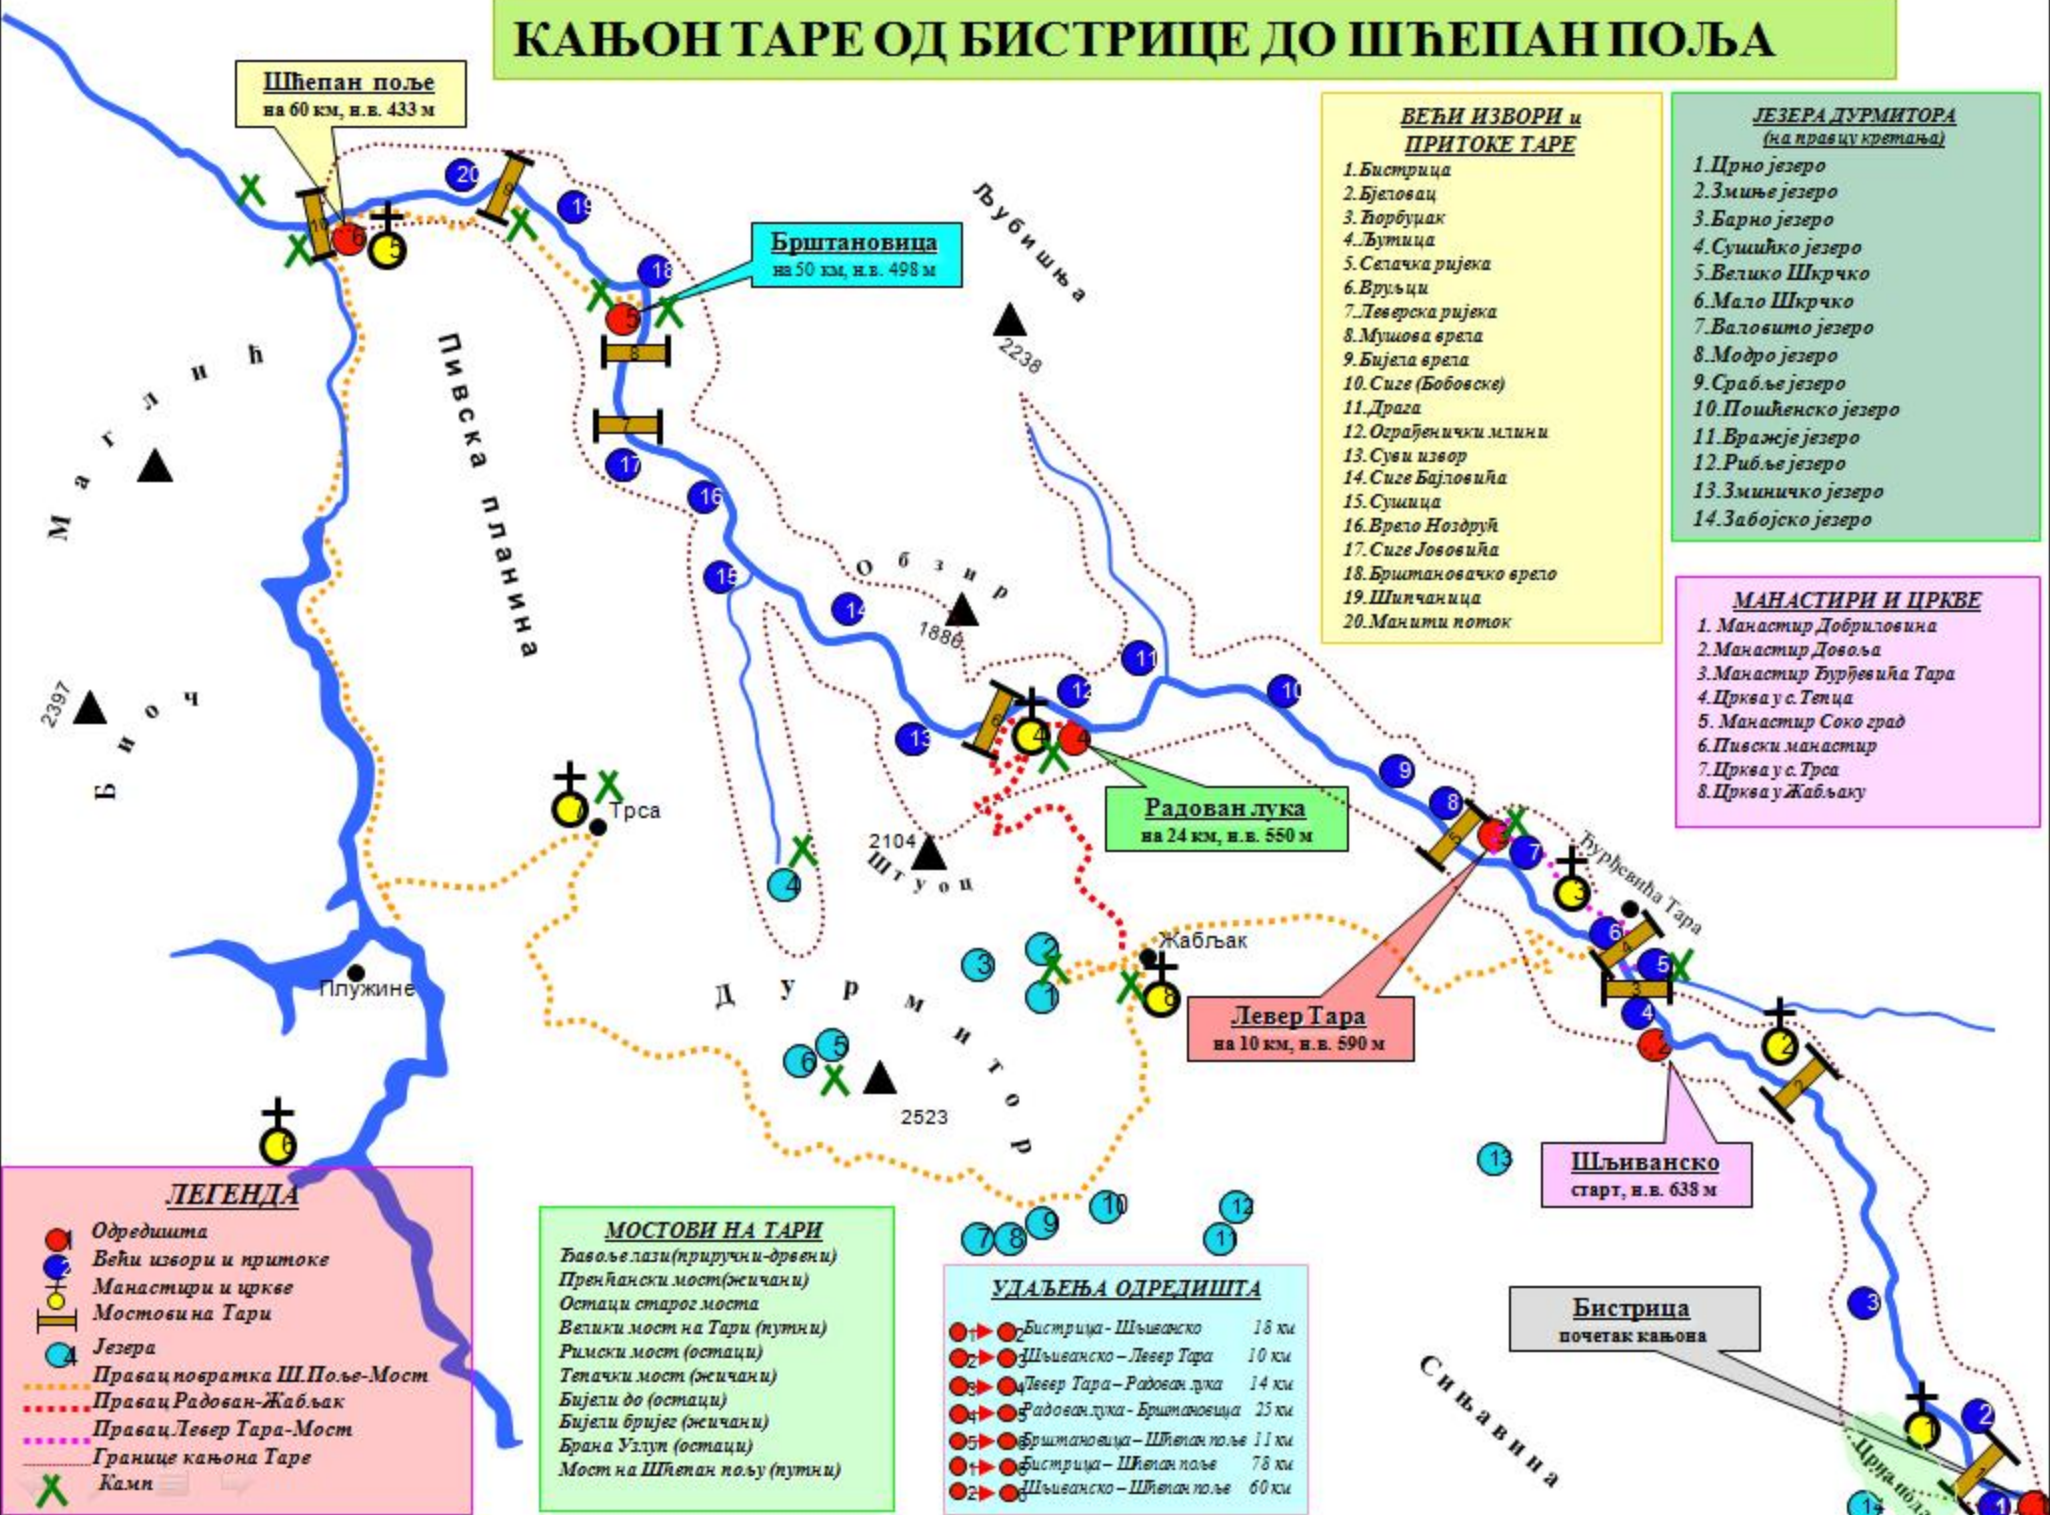 КАЊОН ТАРЕ ОД БИСТРИЦЕ ДО ШЋЕПАН ПОЉА
Шћепан поље
на 60 км, н.в. 433 м
Брштановица
на 50 км, н.в. 498 м
Љубишња
2238
Маглић
Пивска планина
Обзир
1886
Биоч
2397
Трса
2104
Штуоц
Радован лука
на 24 км, н.в. 550 м
Ђурђевића Тара
Жабљак
Плужине
Дурмитор
2523
Левер Тара
на 10 км, н.в. 590 м
Шљиванско
старт, н.в. 638 м
Бистрица
почетак кањона
Сињавина
ВЕЋИ ИЗВОРИ и
ПРИТОКЕ ТАРЕ
1.Бистрица
2.Бјеловац
3.Ћорбуџак
4.Љутица
5.Селачка ријека
6.Вруљци
7.Леверска ријека
8.Мушова врела
9.Бијела врела
10.Сиге (Бобовске)
11.Драга
12.Ограђенички млини
13.Суви извор
14.Сиге Бајловића
15.Сушица
16.Врело Ноздрућ
17.Сиге Јововића
18.Брштановачко врело
19.Шипчаница
20.Манити поток
ЈЕЗЕРА ДУРМИТОРА
(на правцу кретања)
1.Црно језеро
2.Змиње језеро
3.Барно језеро
4.Сушићко језеро
5.Велико Шкрчко
6.Мало Шкрчко
7.Валовито језеро
8.Модро језеро
9.Срабље језеро
10.Пошћенско језеро
11.Вражје језеро
12.Рибље језеро
13.Зминичко језеро
14.Забојско језеро
МАНАСТИРИ И ЦРКВЕ
1. Манастир Добриловина
2.Манастир Довоља
3.Манастир Ђурђевића Тара
4.Црква у с.Тепца
5. Манастир Соко град
6.Пивски манастир
7.Црква у с.Трса
8.Црква у Жабљаку
ЛЕГЕНДА
Одредишта
Већи извори и притоке
Манастири и цркве
Мостови на Тари
Језера
Правац повратка Ш.Поље-Мост
Правац Радован-Жабљак
Правац Левер Тара-Мост
Границе кањона Таре
Камп
МОСТОВИ НА ТАРИ
Ђавоље лази(приручни-дрвени)
Пренћански мост(жичани)
Остаци старог моста
Велики мост на Тари (путни)
Римски мост (остаци)
Тепачки мост (жичани)
Бијели до (остаци)
Бијели бријег (жичани)
Брана Узлуп (остаци)
Мост на Шћепан пољу (путни)
УДАЉЕЊА ОДРЕДИШТА
Бистрица - Шљиванско 18 км
Шљиванско – Левер Тара 10 км
Левер Тара – Радован лука 14 км
Радован лука - Брштановица 25 км
Брштановица – Шћепан поље 11 км
Бистрица – Шћепан поље 78 км
Шљиванско – Шћепан поље 60 км